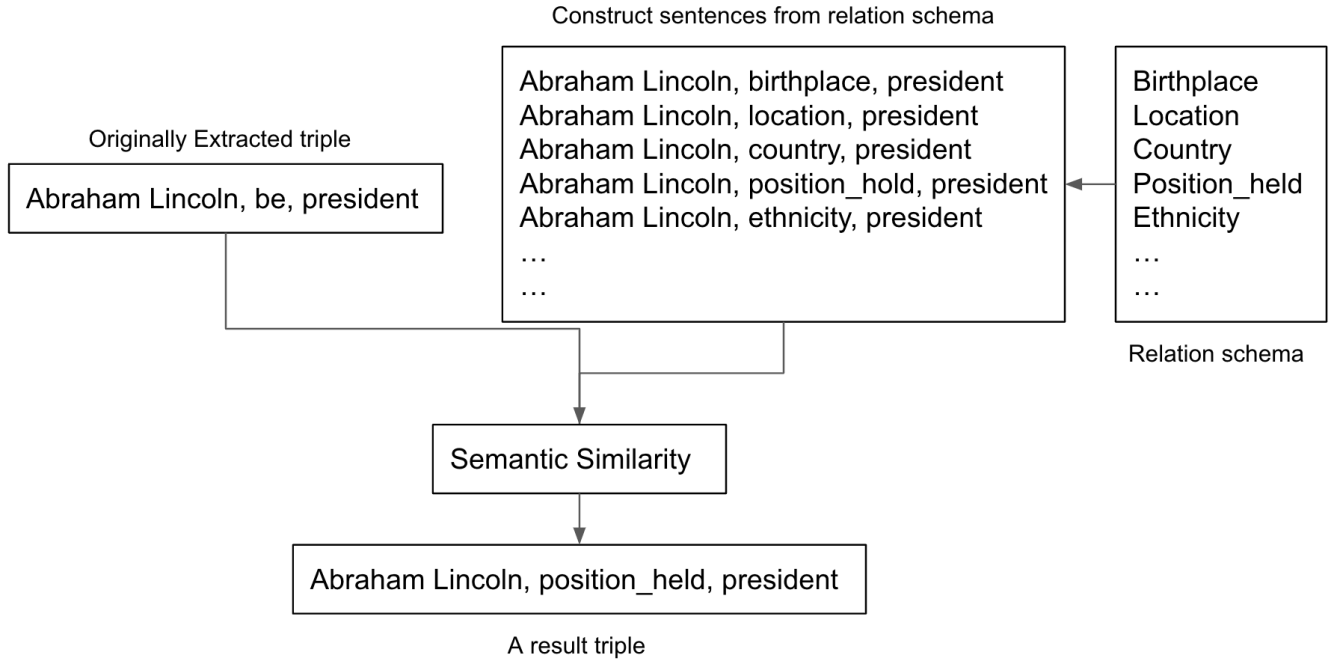 Construct sentences from relation schema
Originally Extracted triple
Abraham Lincoln, be, president
Abraham Lincoln, birthplace, president
Abraham Lincoln, location, president
Abraham Lincoln, country, president
Abraham Lincoln, position_hold, president
Abraham Lincoln, ethnicity, president
…
…
Birthplace
Location
Country
Position_held
Ethnicity
…
…
Relation schema
Semantic Similarity
Abraham Lincoln, position_held, president
A result triple